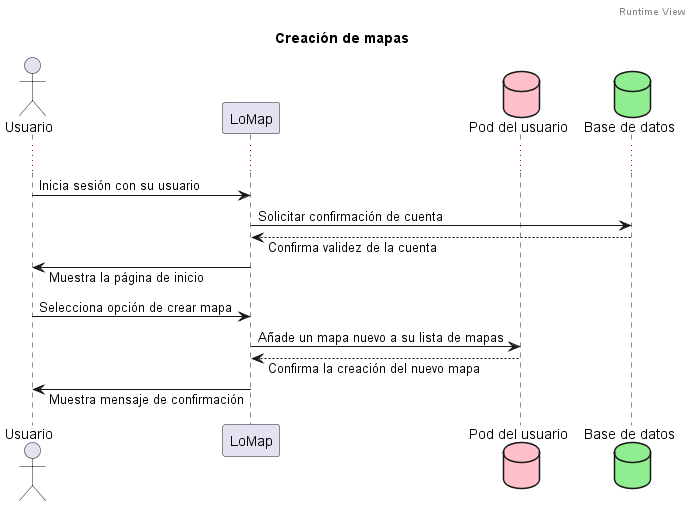 Runtime View
Creación de mapas
Usuario
LoMap
Pod del usuario
Base de datos
Inicia sesión con su usuario
Solicitar confirmación de cuenta
Confirma validez de la cuenta
Muestra la página de inicio
Selecciona opción de crear mapa
Añade un mapa nuevo a su lista de mapas
Confirma la creación del nuevo mapa
Muestra mensaje de confirmación
Usuario
LoMap
Pod del usuario
Base de datos